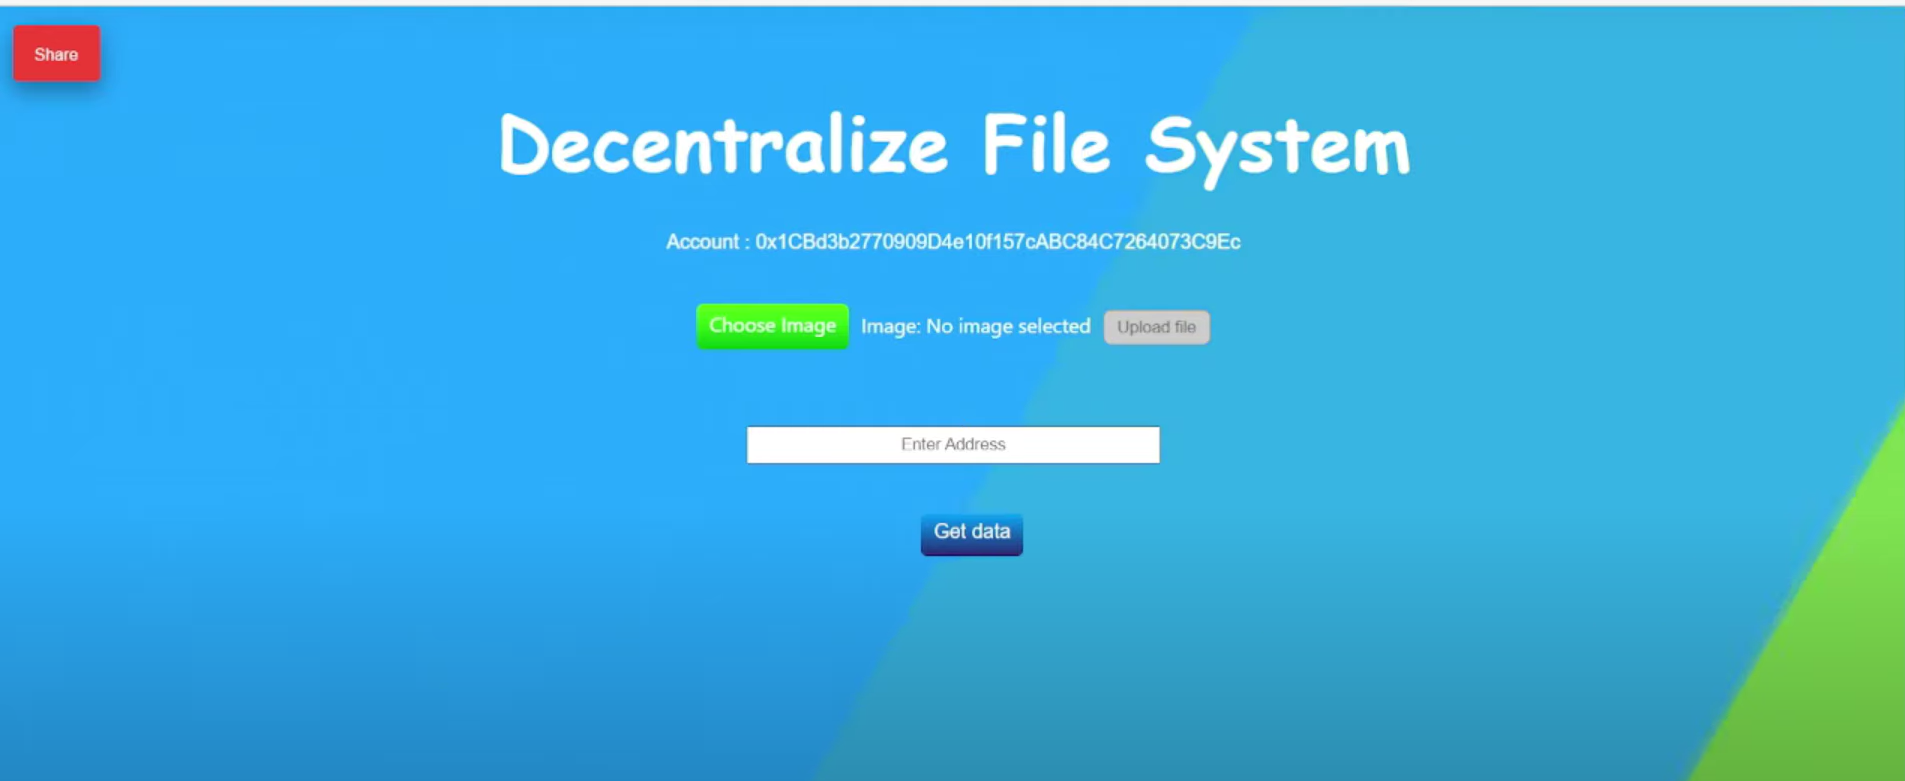 Share
Decentralize File System
Account : 0x1CBd3b2770909D4e10f157cABC84C7264073C9Ec
Choose Image Image: No image selected Upload file
Enter Address
Get data